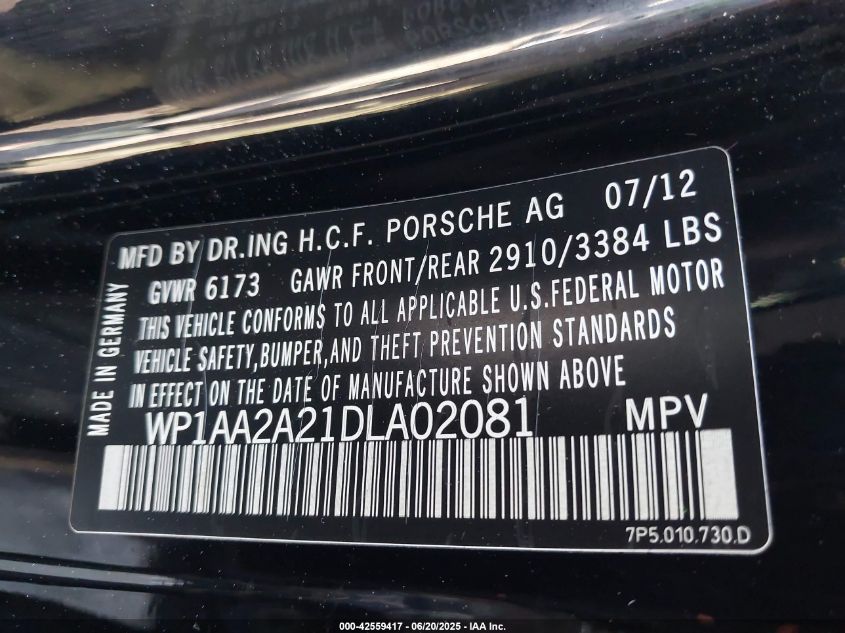 MFD BY DR.ING H.C.F. PORSCHE AG 07/12
GVWR 6173 GAWR FRONT/REAR 2910/3384 LBS
THIS VEHICLE CONFORMS TO ALL APPLICABLE U.S.FEDERAL MOTOR
VEHICLE SAFETY,BUMPER,AND THEFT PREVENTION STANDARDS
IN EFFECT ON THE DATE OF MANUFACTURE SHOWN ABOVE
WP1AA2A21DLA02081 MPV
MADE IN GERMANY
7P5.010.730.D
000-42559417 - 06/20/2025 - IAA Inc.